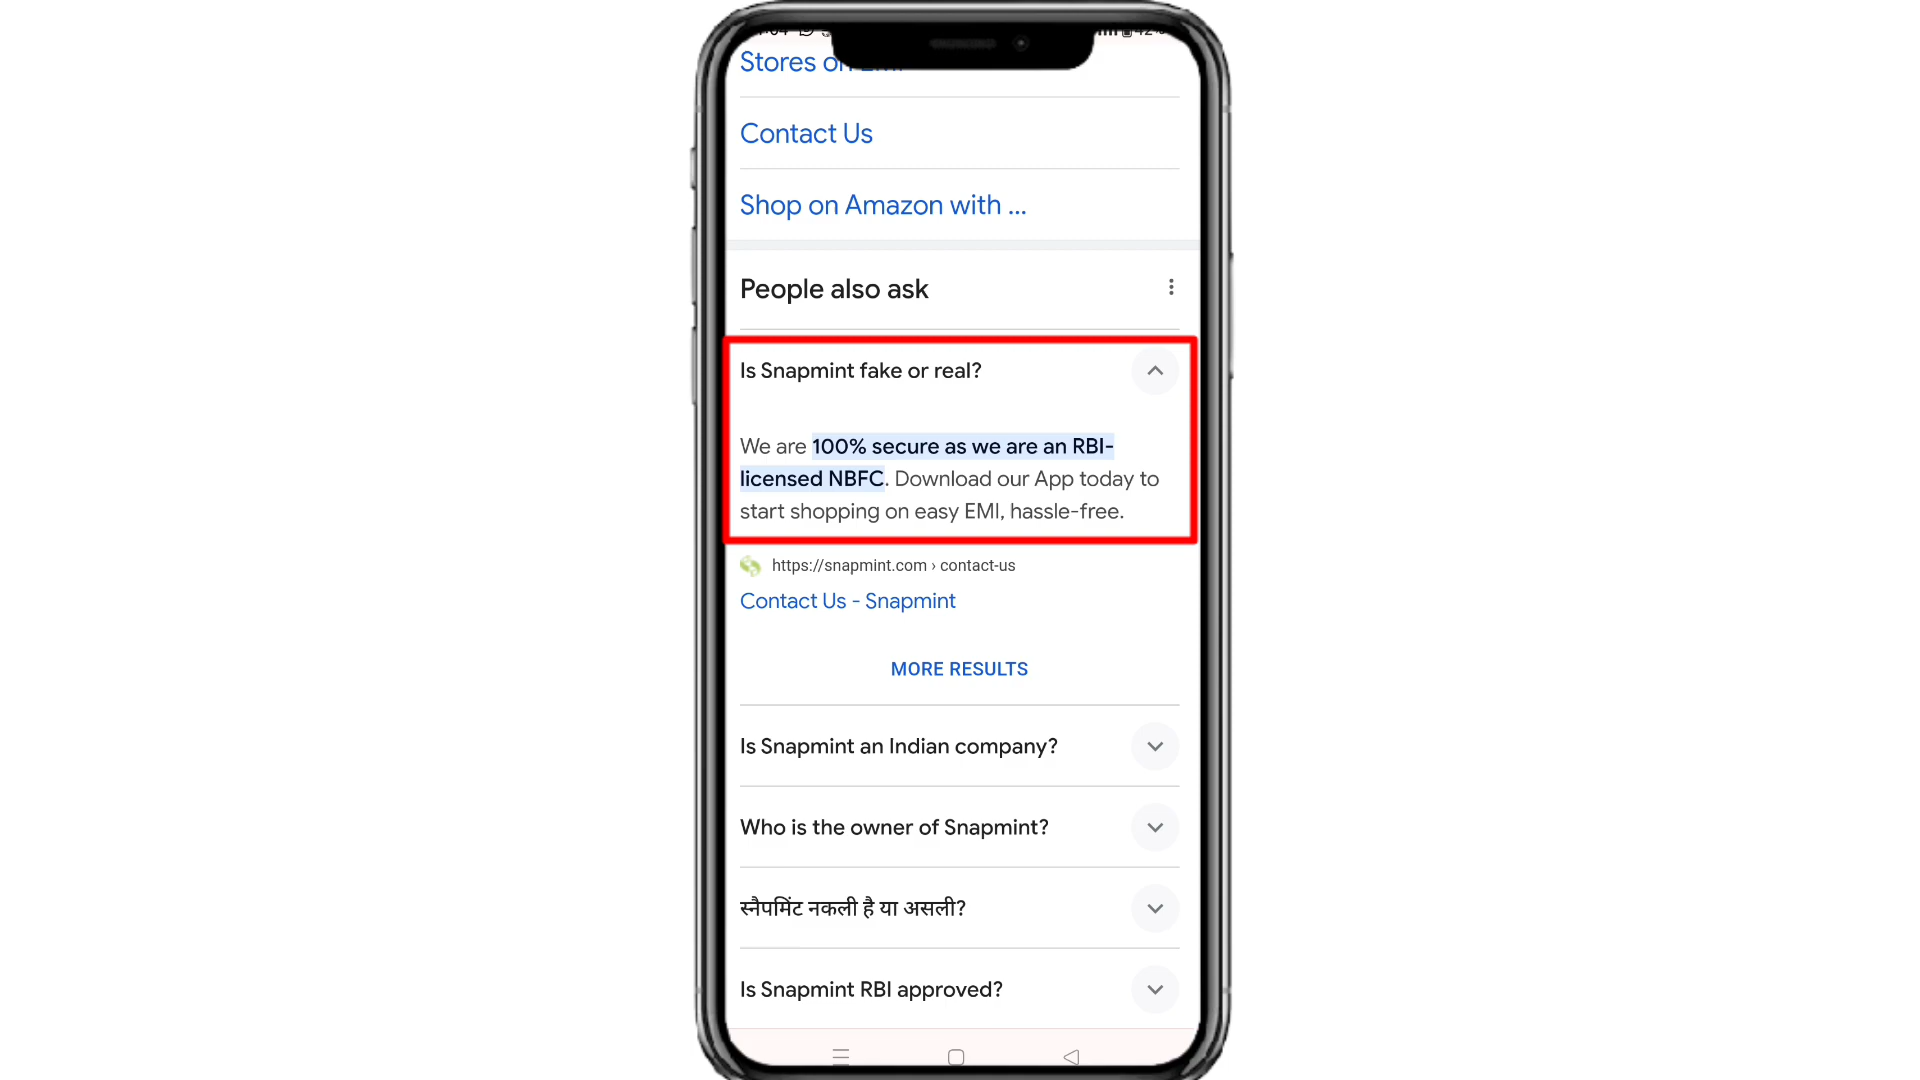 Stores on
Contact Us
Shop on Amazon with ...
People also ask
Is Snapmint fake or real?
We are 100% secure as we are an RBI-
licensed NBFC. Download our App today to
start shopping on easy EMI, hassle-free.
https://snapmint.com › contact-us
Contact Us - Snapmint
MORE RESULTS
Is Snapmint an Indian company?
Who is the owner of Snapmint?
स्नैपमिंट नकली है या असली?
Is Snapmint RBI approved?